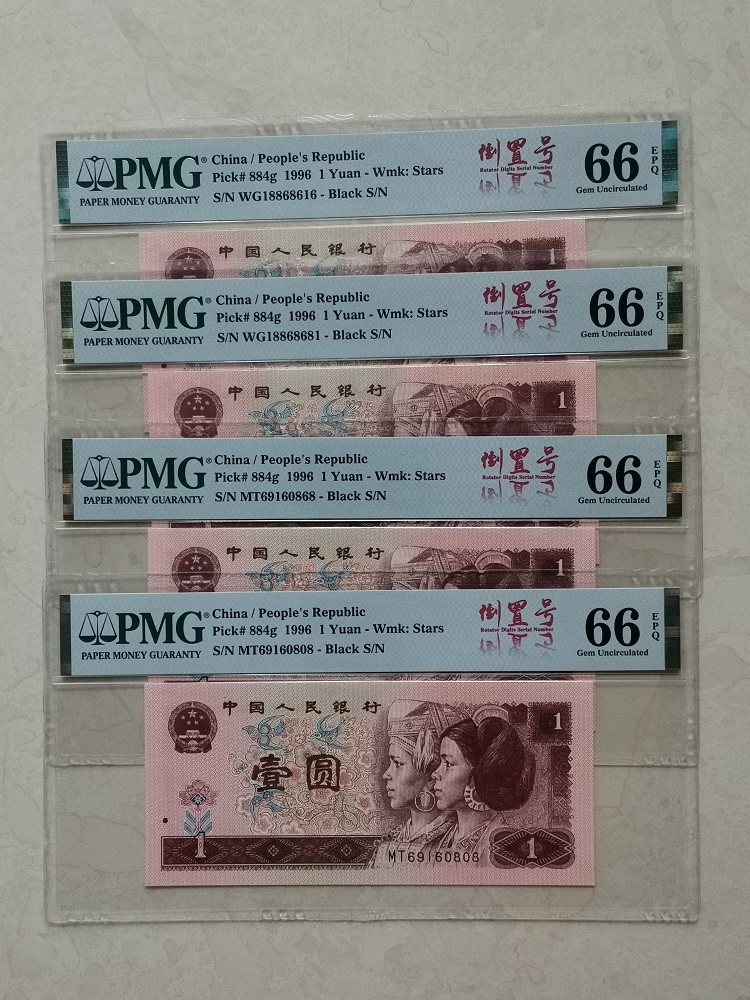 PMG® China / People's Republic
Pick# 884g 1996 1 Yuan - Wmk: Stars
PAPER MONEY GUARANTY S/N WG18868616 - Black S/N
倒置号
Rotator Digits Serial Number
66 EPQ
Gem Uncirculated
中国人民银行
1
PMG® China / People's Republic
Pick# 884g 1996 1 Yuan - Wmk: Stars
PAPER MONEY GUARANTY S/N WG18868681 - Black S/N
倒置号
Rotator Digits Serial Number
66 EPQ
Gem Uncirculated
中国人民银行
1
PMG® China / People's Republic
Pick# 884g 1996 1 Yuan - Wmk: Stars
PAPER MONEY GUARANTY S/N MT69160868 - Black S/N
倒置号
Rotator Digits Serial Number
66 EPQ
Gem Uncirculated
中国人民银行
1
PMG® China / People's Republic
Pick# 884g 1996 1 Yuan - Wmk: Stars
PAPER MONEY GUARANTY S/N MT69160808 - Black S/N
倒置号
Rotator Digits Serial Number
66 EPQ
Gem Uncirculated
中国人民银行
1
壹圆
1
MT69160808
1